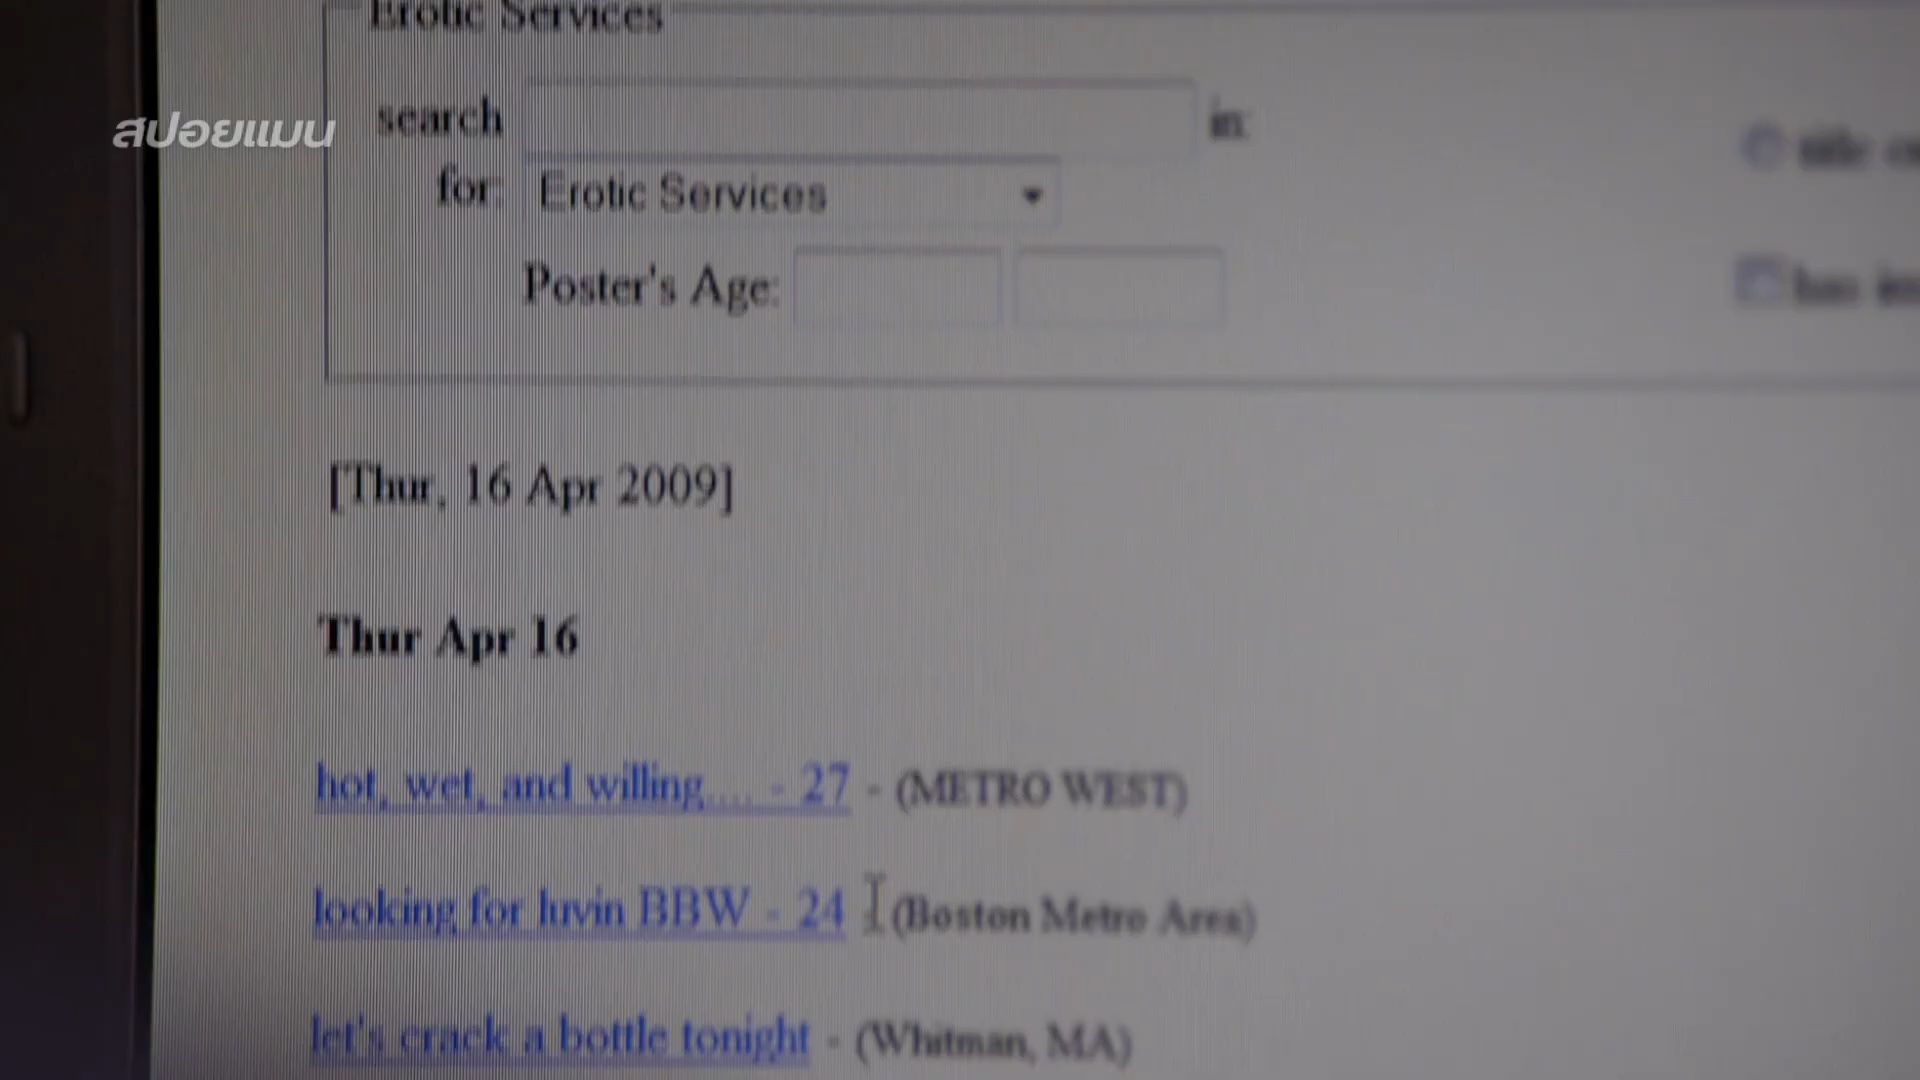 Erotic Services
สปอยแมน
search in:
for: Erotic Services
title
Poster's Age:
has
[Thur, 16 Apr 2009]
Thur Apr 16
hot, wet, and willing.... - 27 - (METRO WEST)
looking for luvin BBW - 24 - (Boston Metro Area)
let's crack a bottle tonight - (Whitman, MA)